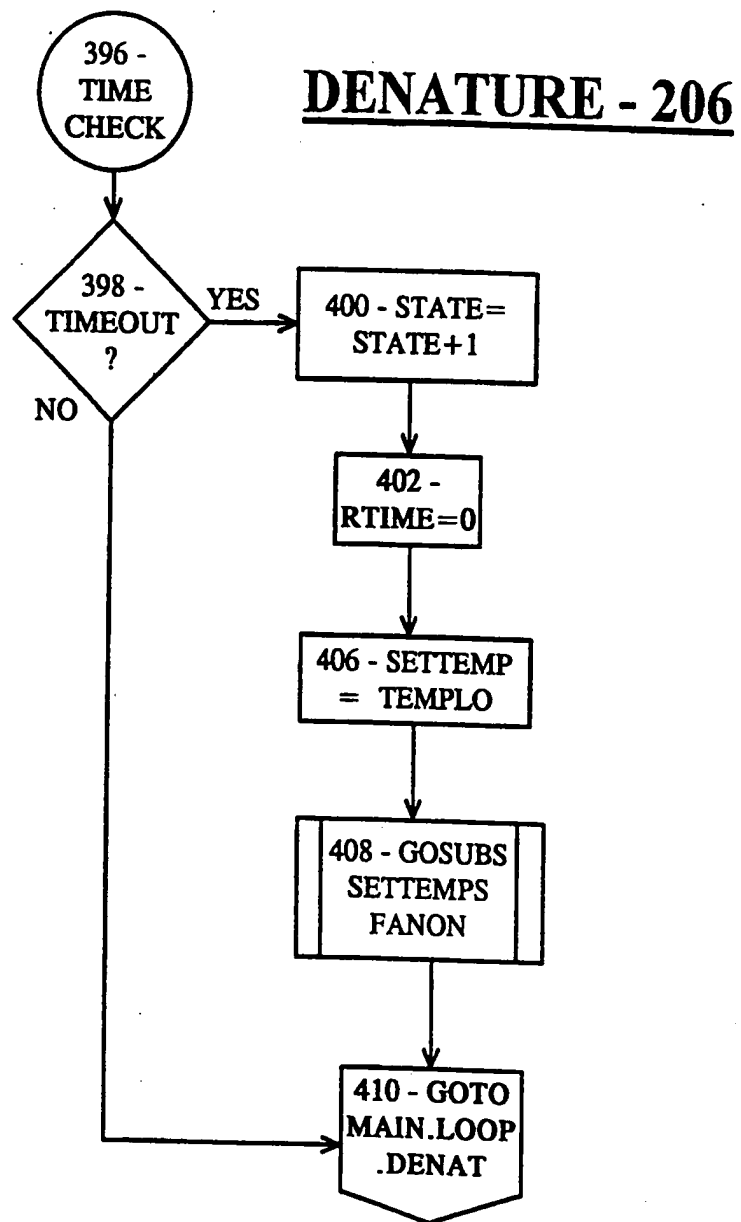 396 -
TIME
CHECK
DENATURE - 206
398 -
TIMEOUT
?
YES
NO
400 - STATE=
STATE+1
402 -
RTIME=0
406 - SETTEMP
= TEMPLO
408 - GOSUBS
SETTEMPS
FANON
410 - GOTO
MAIN.LOOP
.DENAT